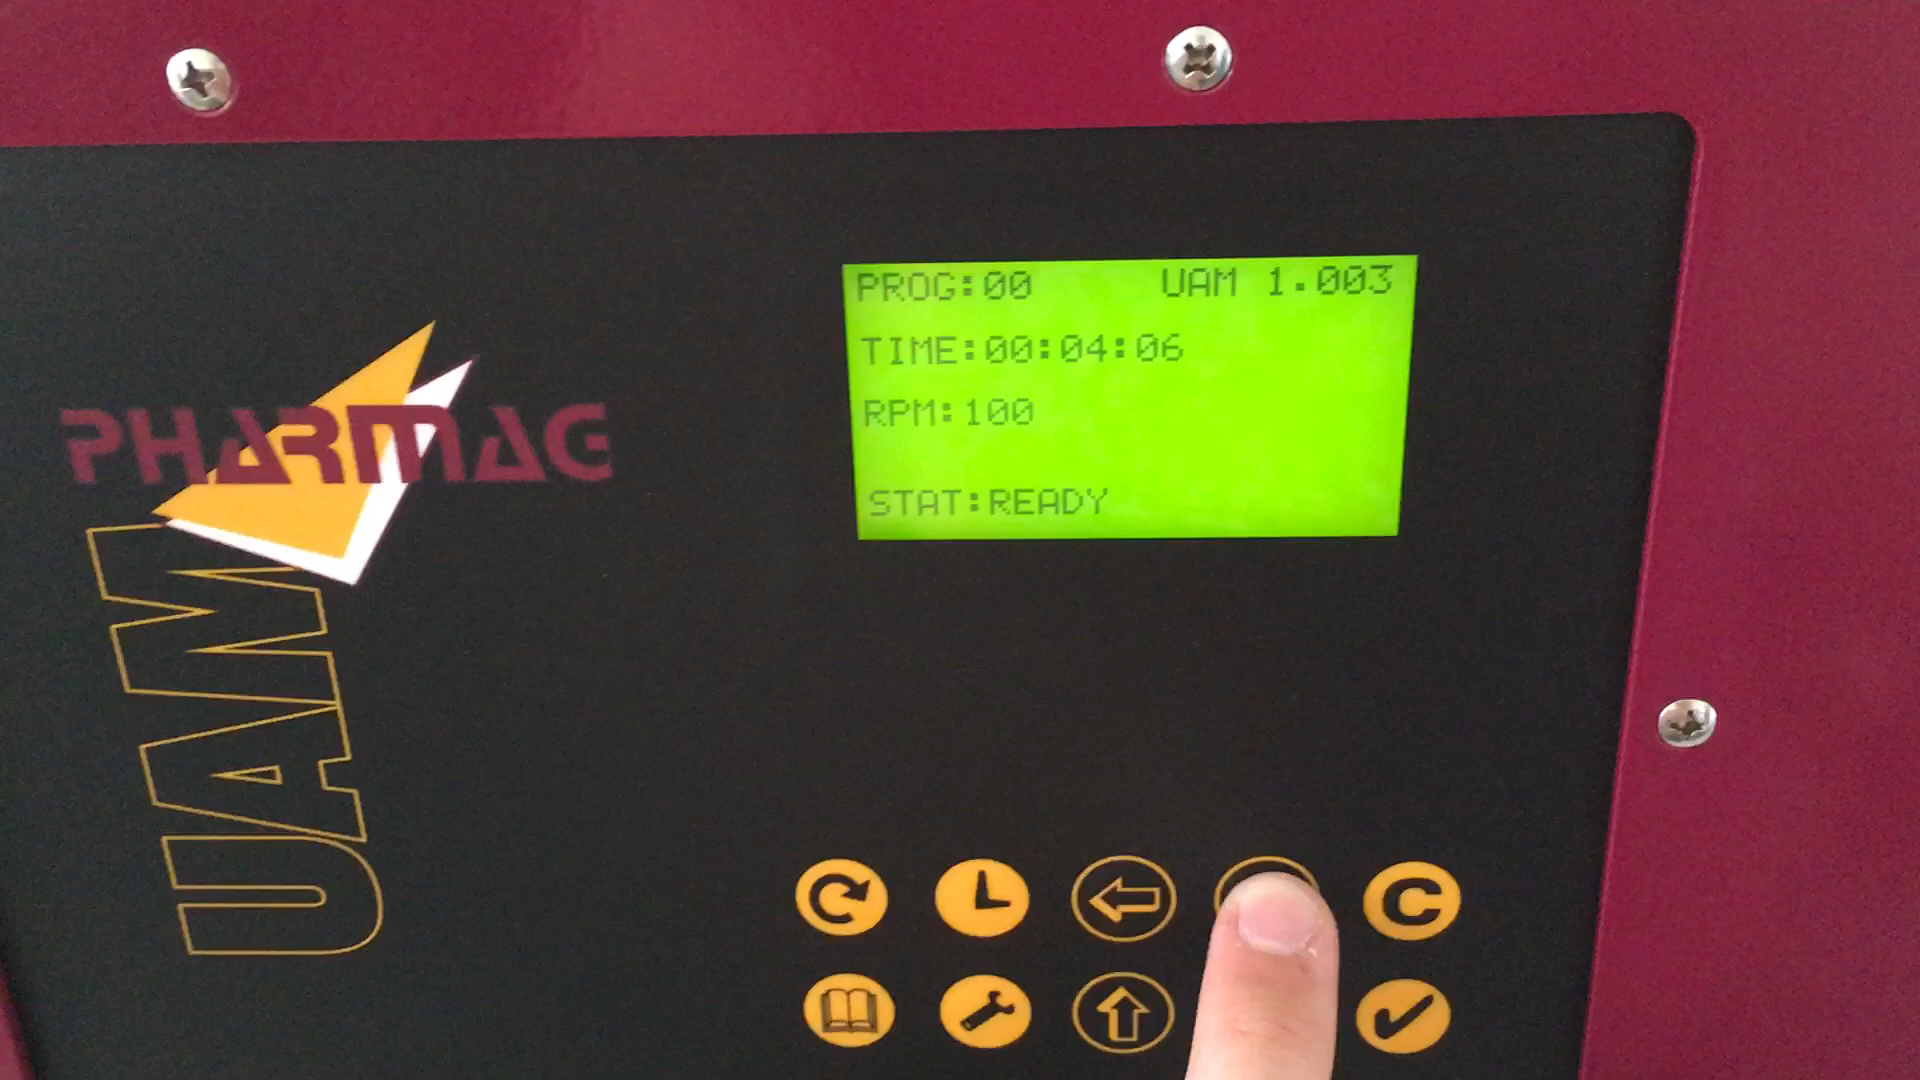 PROG:00 UAM 1.003
TIME:00:04:06
RPM:100
STAT:READY
PHARMAG
UAM
C